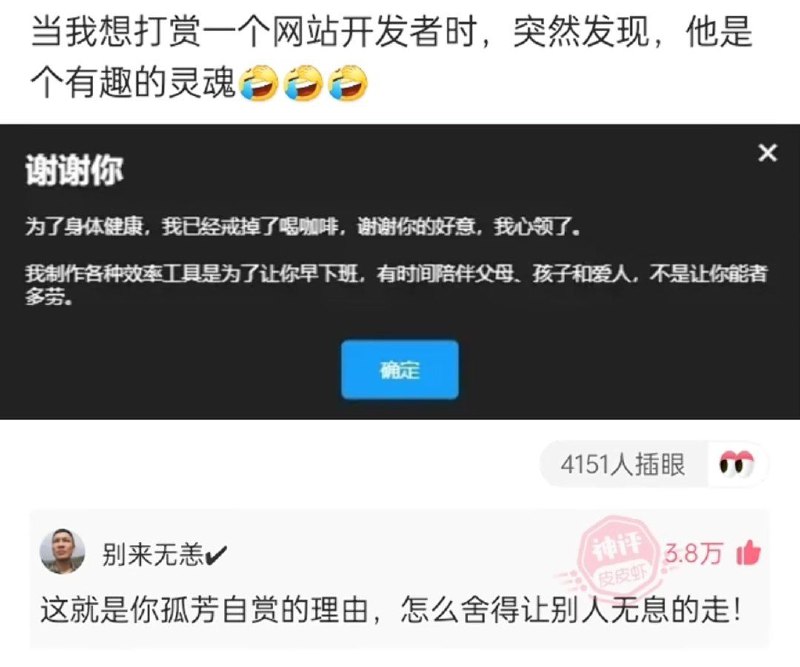 当我想打赏一个网站开发者时，突然发现，他是
个有趣的灵魂🤣🤣🤣
谢谢你
为了身体健康，我已经戒掉了喝咖啡，谢谢你的好意，我心领了。
我制作各种效率工具是为了让你早下班，有时间陪伴父母、孩子和爱人，不是让你能者
多劳。
确定
4151人插眼
别来无恙✔
神评
皮皮虾
3.8万
这就是你孤芳自赏的理由，怎么舍得让别人无息的走！